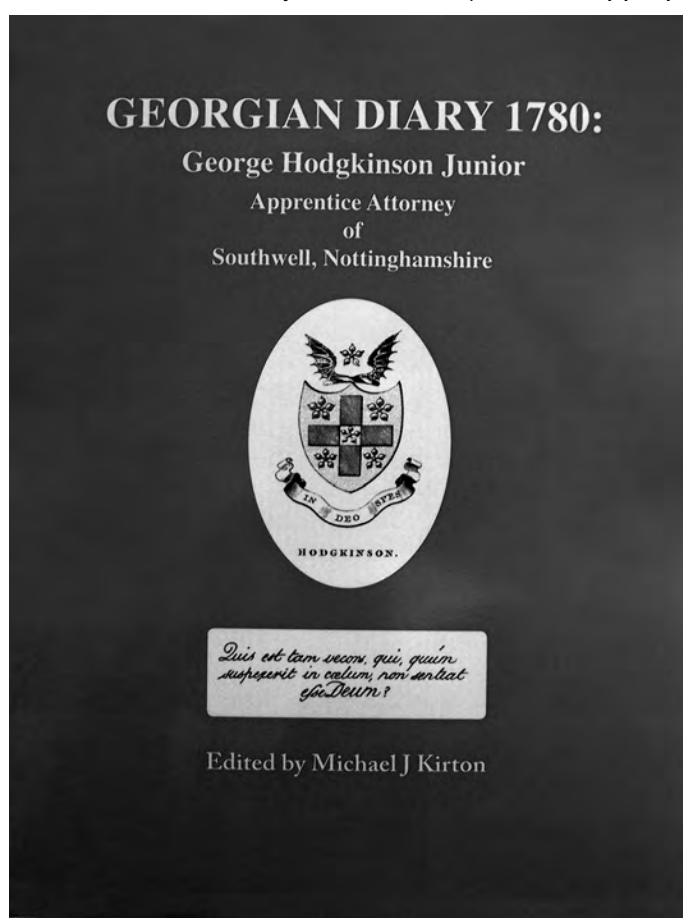 GEORGIAN DIARY 1780:
George Hodgkinson Junior
Apprentice Attorney
of
Southwell, Nottinghamshire
IN DEO SPES
HODGKINSON.
Quis est tam vecors, qui, quúm
suspexerit in cœlum, non sentiat
esse Deum?
Edited by Michael J Kirton